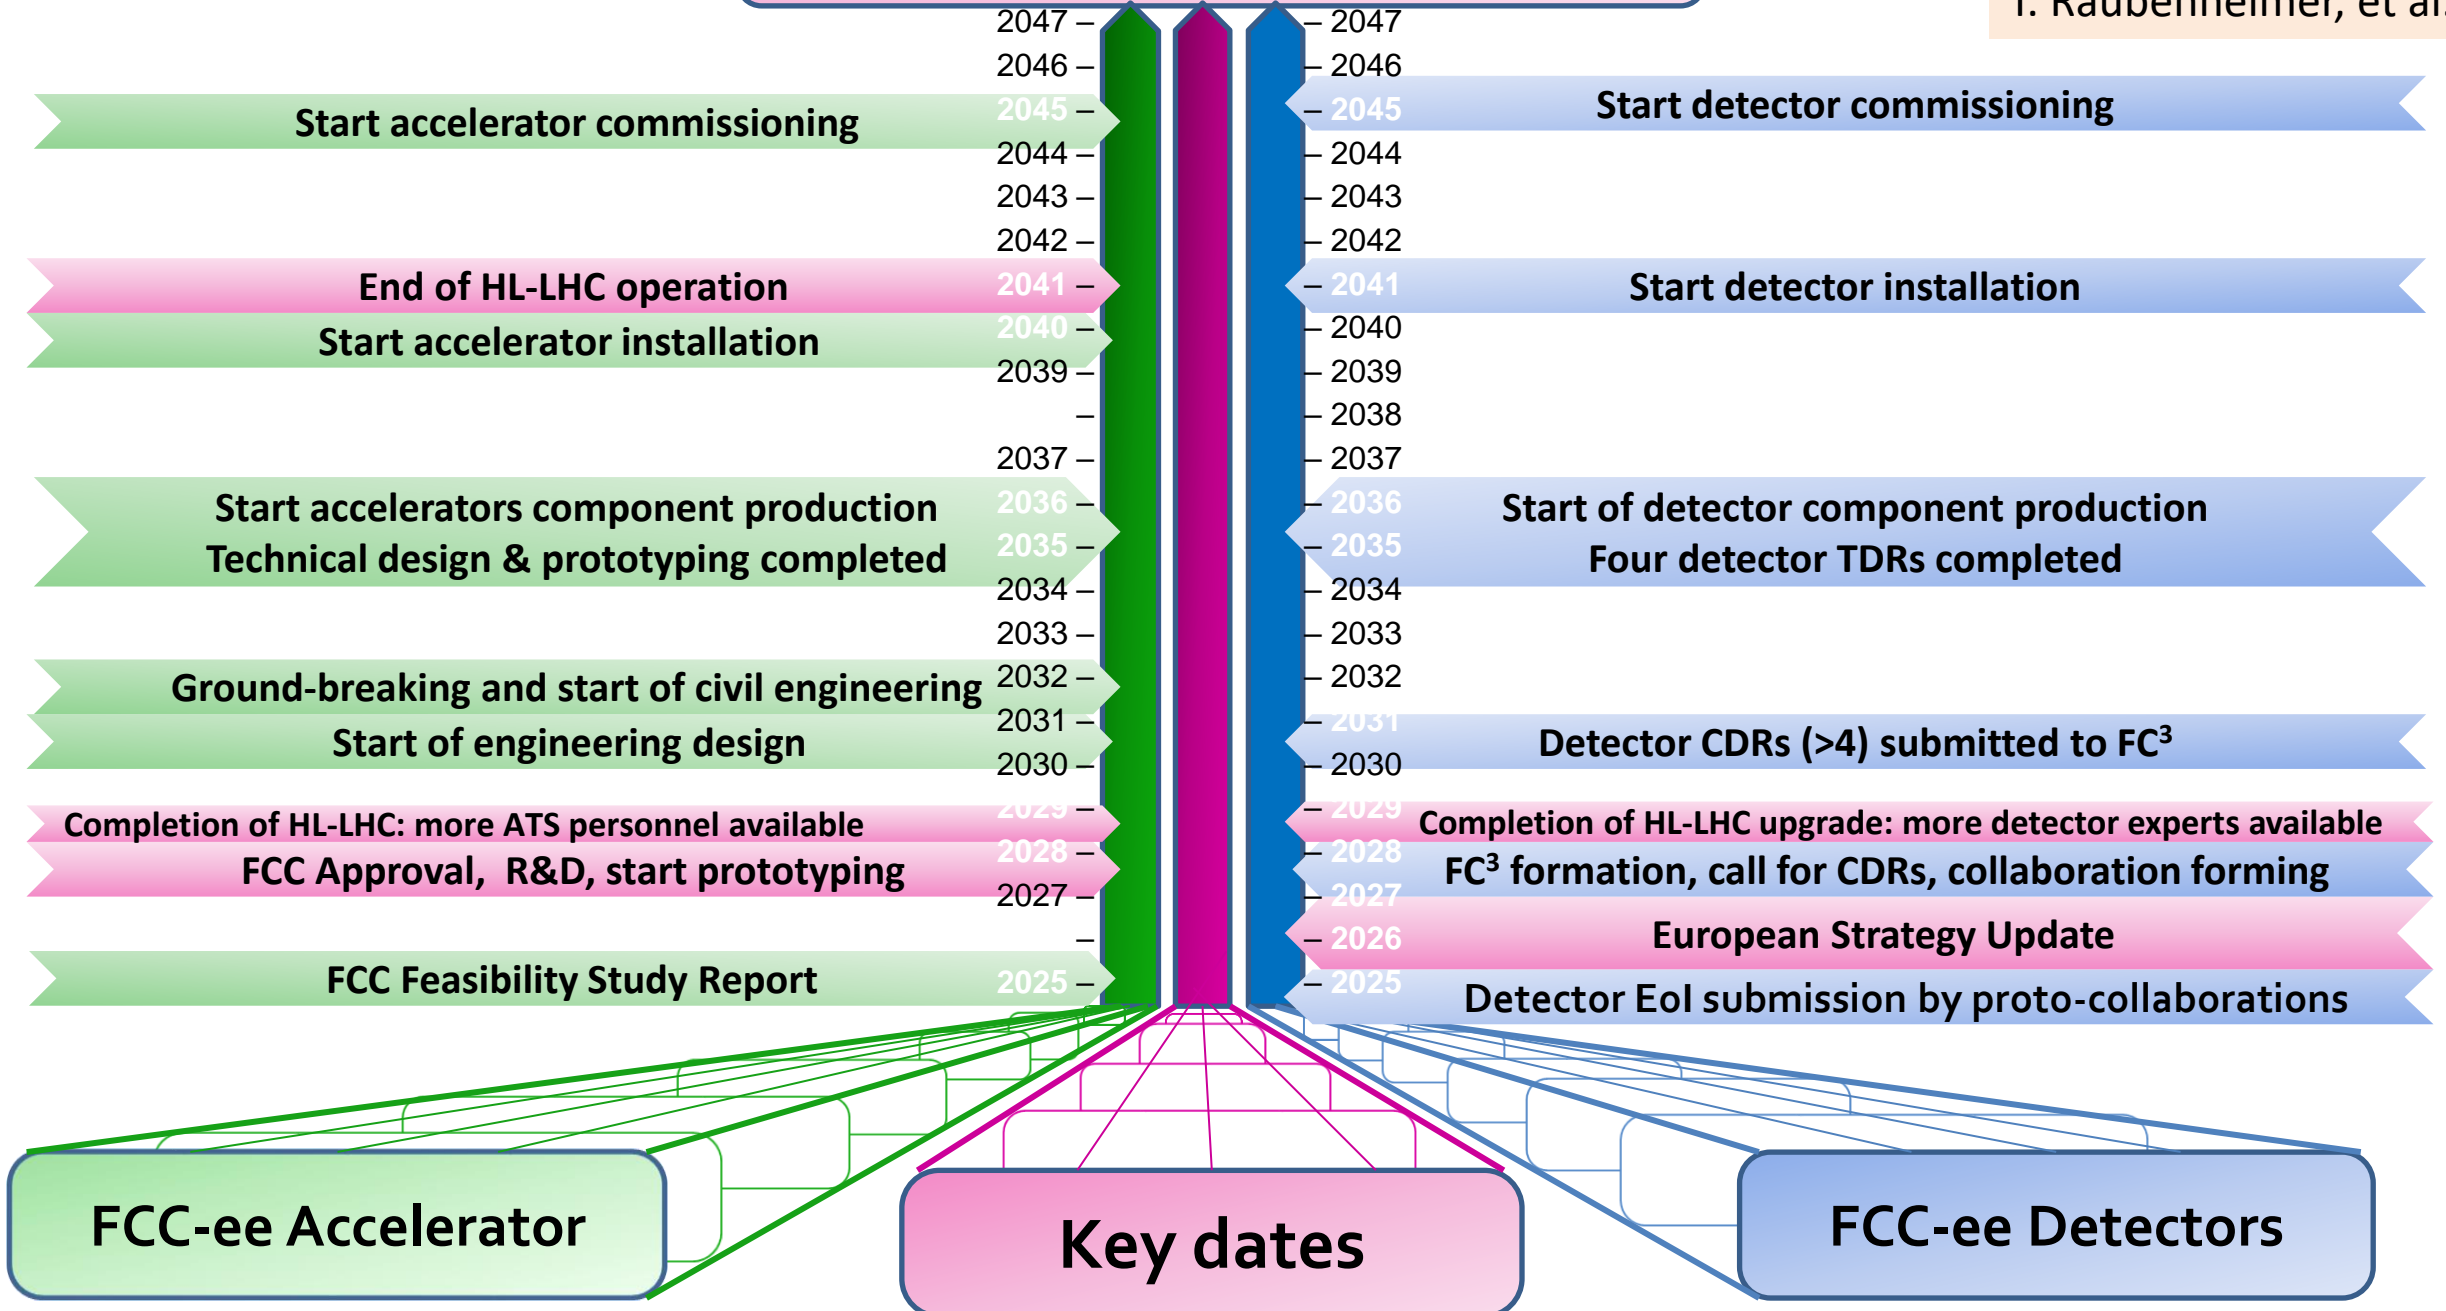 T. Raubenheimer, et al.
2047 – – 2047
2046 – – 2046
Start accelerator commissioning 2045 – – 2045 Start detector commissioning
2044 – – 2044
2043 – – 2043
2042 – – 2042
End of HL-LHC operation 2041 – – 2041 Start detector installation
Start accelerator installation 2040 – – 2040
2039 – – 2039
– – 2038
2037 – – 2037
Start accelerators component production 2036 – – 2036 Start of detector component production
Technical design & prototyping completed 2035 – – 2035 Four detector TDRs completed
2034 – – 2034
2033 – – 2033
Ground-breaking and start of civil engineering 2032 – – 2032
2031 – – 2031
Start of engineering design Detector CDRs (>4) submitted to FC³
2030 – – 2030
2029 – – 2029
Completion of HL-LHC: more ATS personnel available Completion of HL-LHC upgrade: more detector experts available
2028 – – 2028
FCC Approval, R&D, start prototyping FC³ formation, call for CDRs, collaboration forming
2027 – – 2027
– – 2026 European Strategy Update
FCC Feasibility Study Report 2025 – – 2025
Detector EoI submission by proto-collaborations
FCC-ee Accelerator
Key dates
FCC-ee Detectors